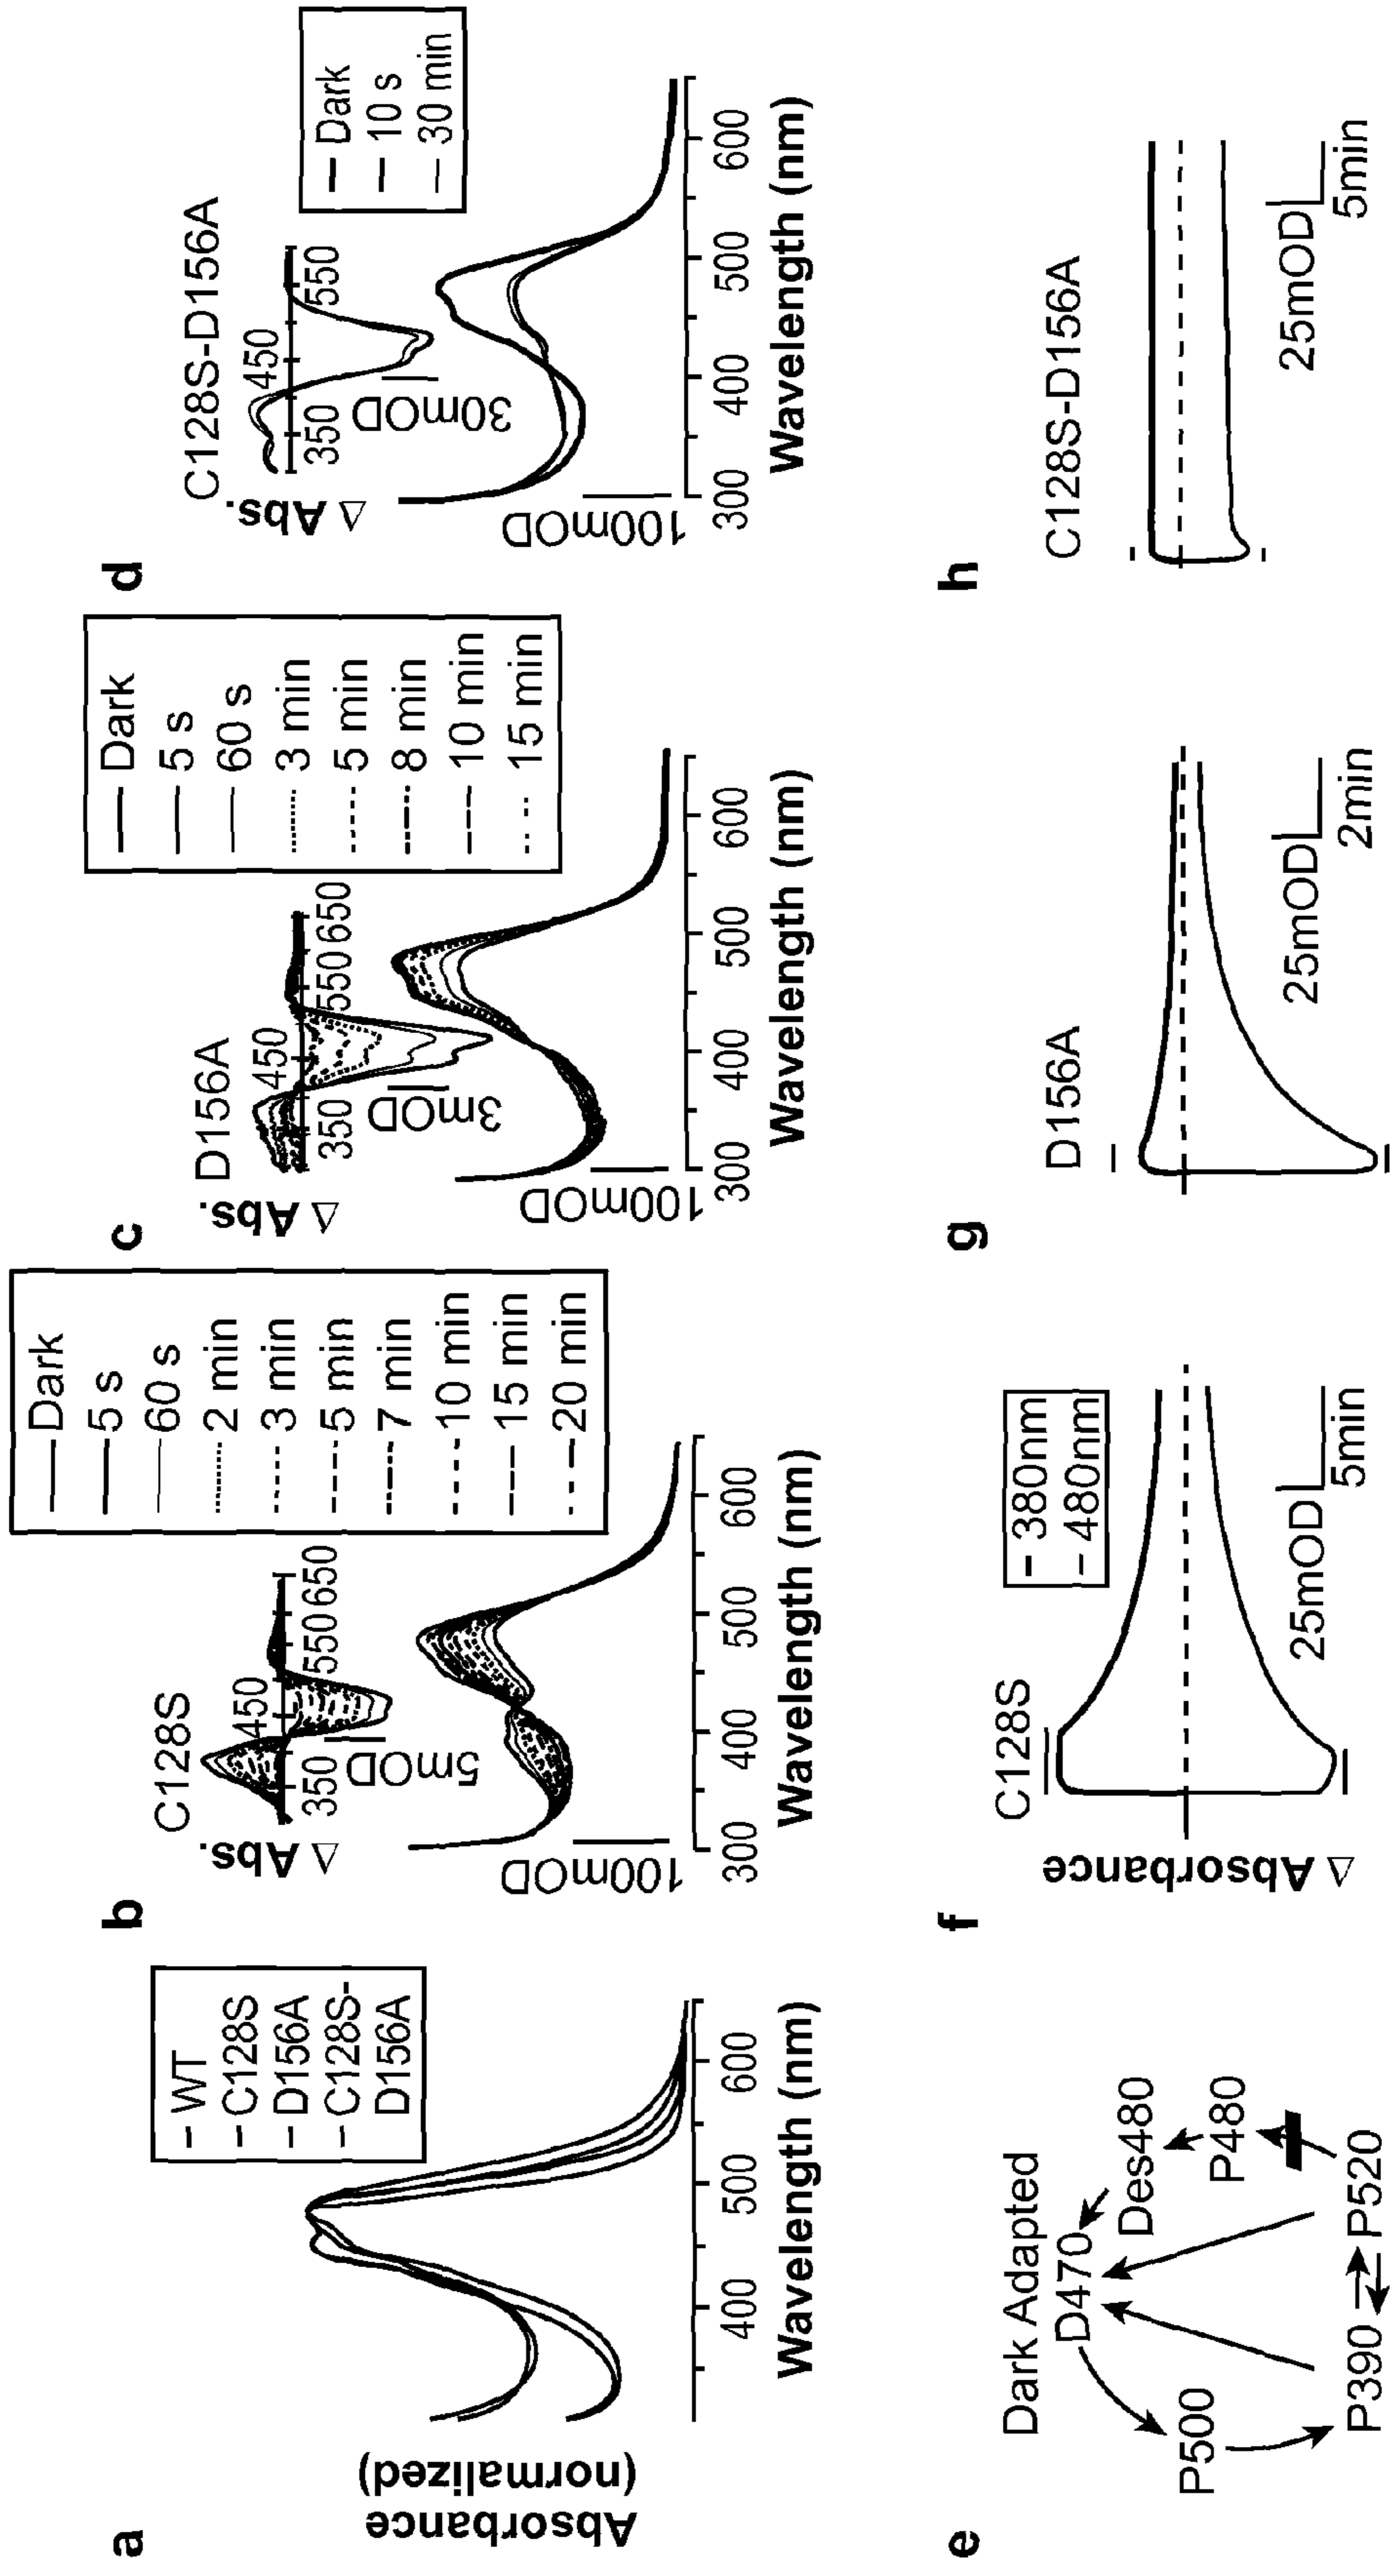 a
Absorbance
(normalized)
WT
C128S
D156A
C128S-
D156A
400
500
600
Wavelength (nm)
b
C128S
Δ Abs.
350
450
550
650
5mOD
100mOD
Dark
5 s
60 s
2 min
3 min
5 min
7 min
10 min
15 min
20 min
300
400
500
600
Wavelength (nm)
c
D156A
Δ Abs.
350
450
550
650
3mOD
100mOD
Dark
5 s
60 s
3 min
5 min
8 min
10 min
15 min
300
400
500
600
Wavelength (nm)
d
C128S-D156A
Δ Abs.
350
450
550
30mOD
100mOD
Dark
10 s
30 min
300
400
500
600
Wavelength (nm)
e
Dark Adapted
D470
Des480
P500
P480
P390
P520
f
C128S
Δ Absorbance
380nm
480nm
25mOD
5min
g
D156A
25mOD
2min
h
C128S-D156A
25mOD
5min